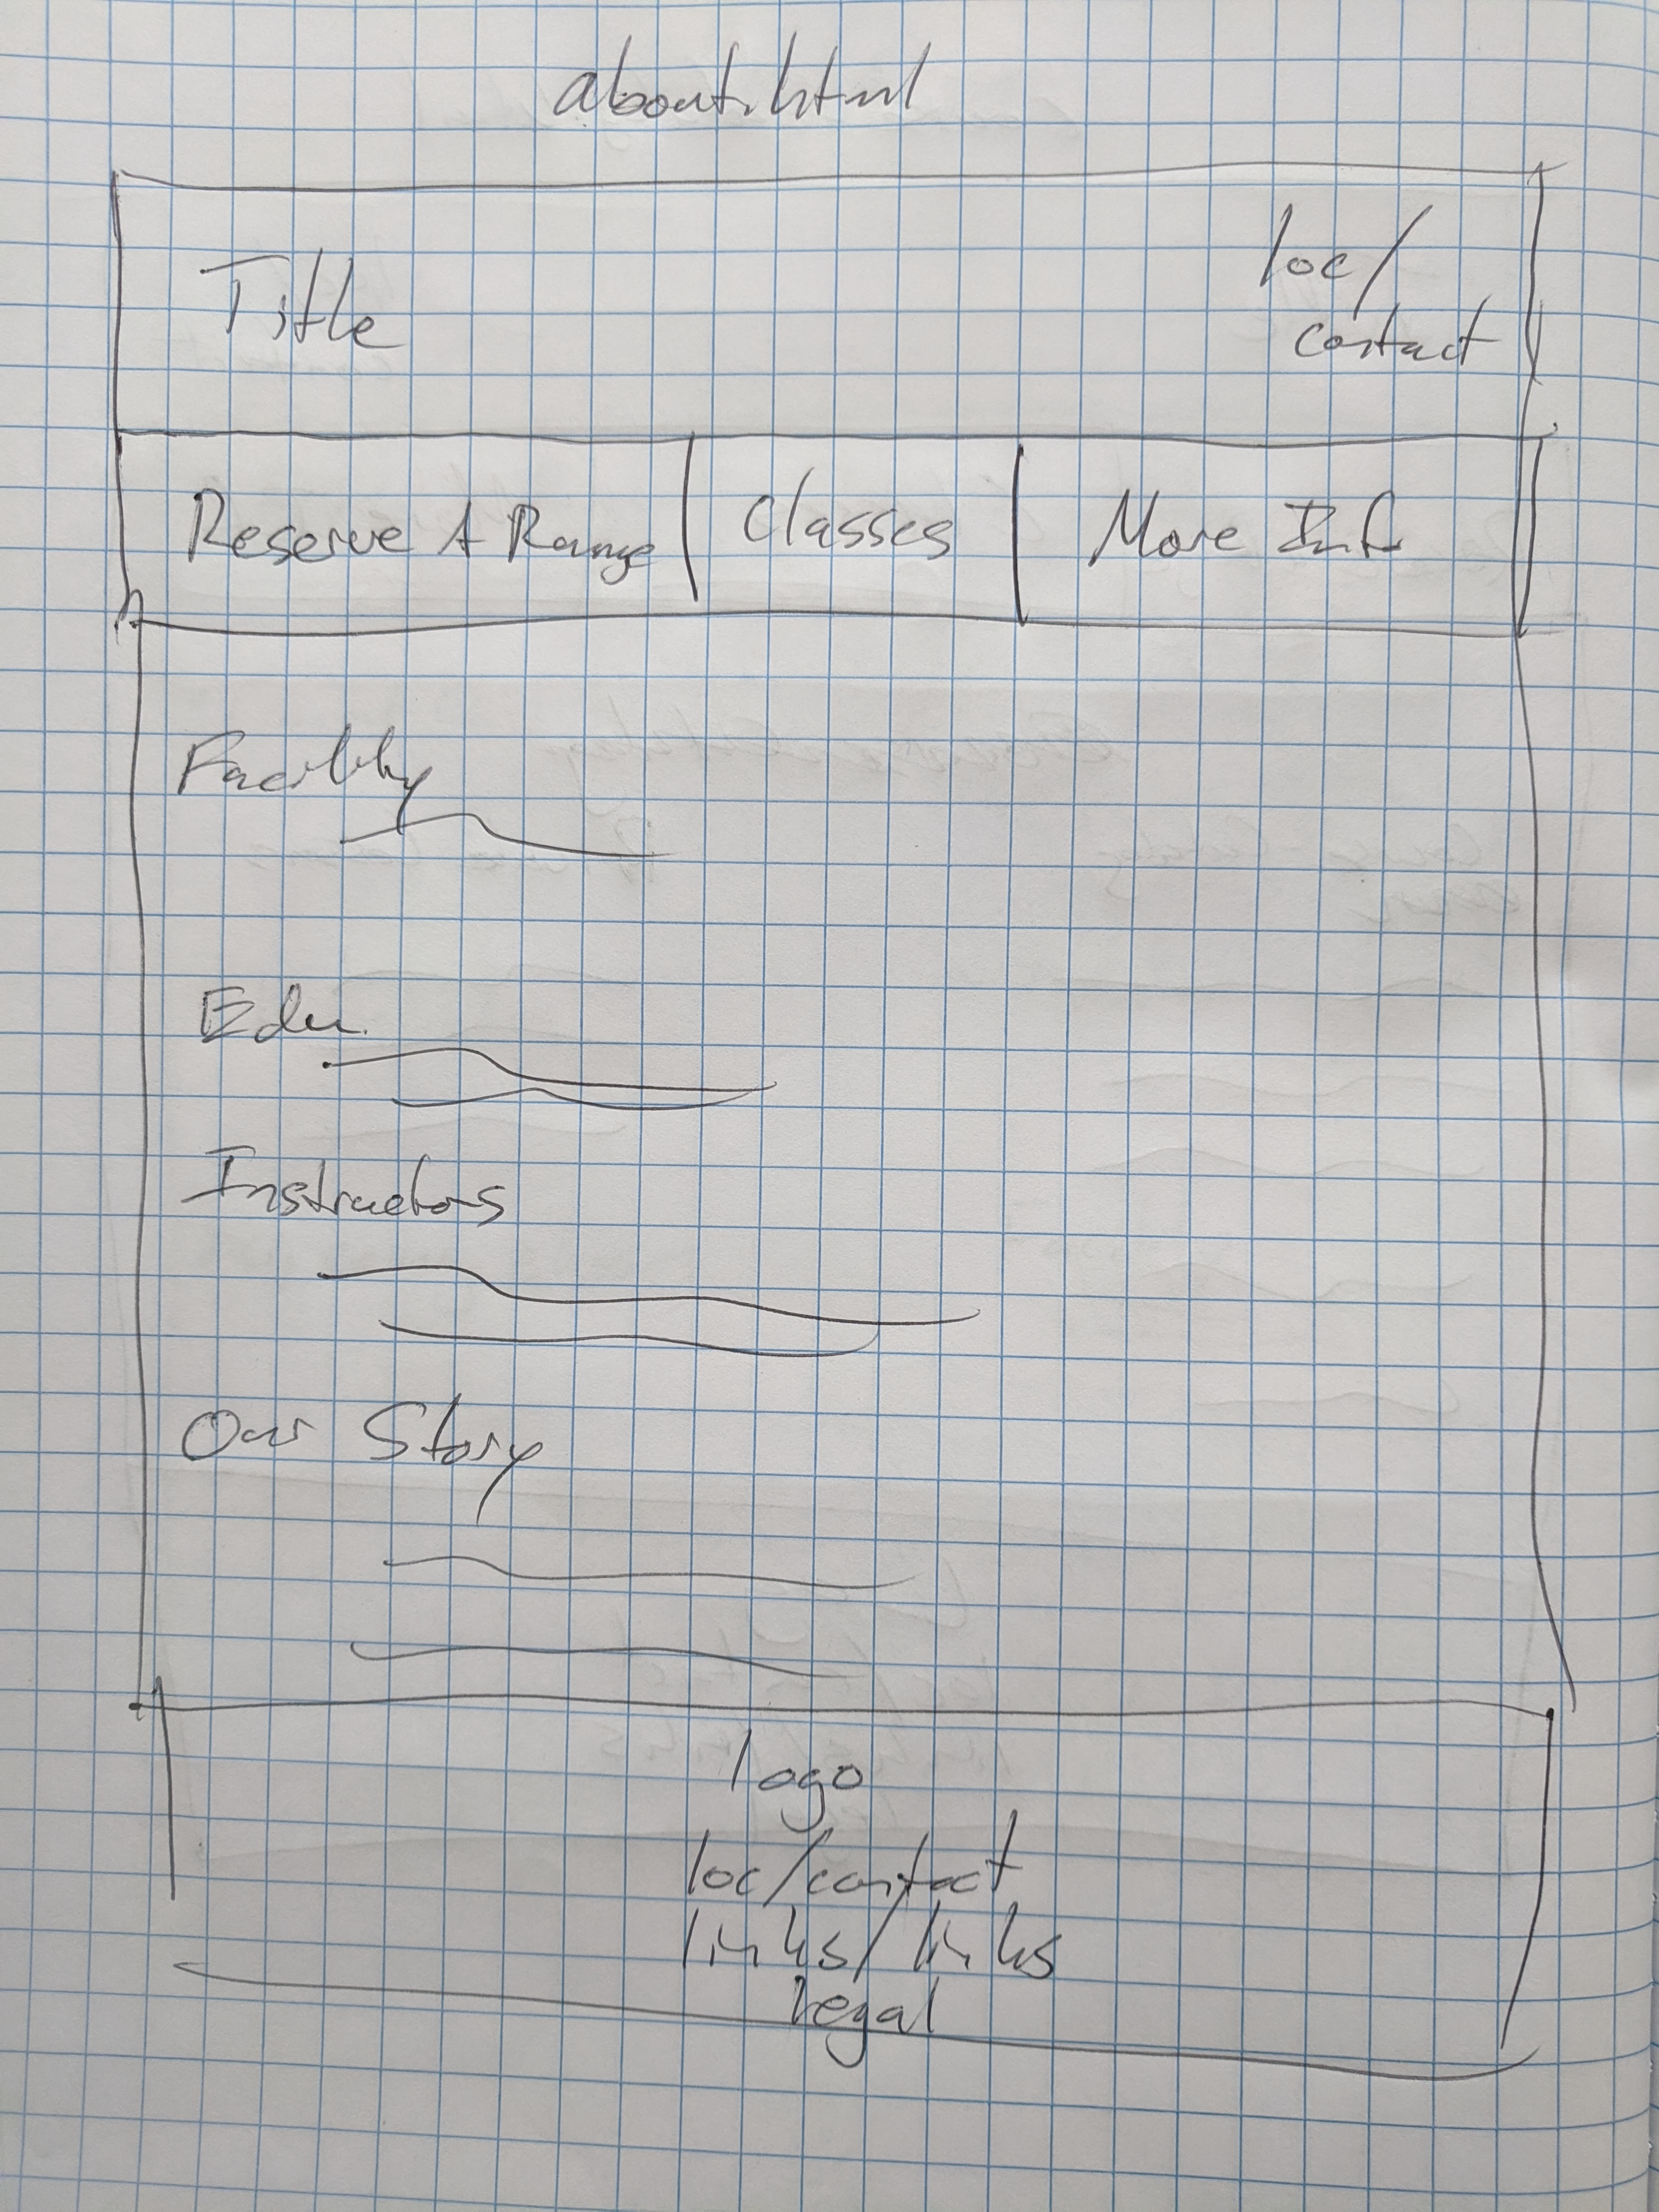 about.html
Title
loc/
contact
Reserve A Range
Classes
More Inf
Facility
Edu.
Instructors
Our Story
logo
loc/contact
links/links
legal